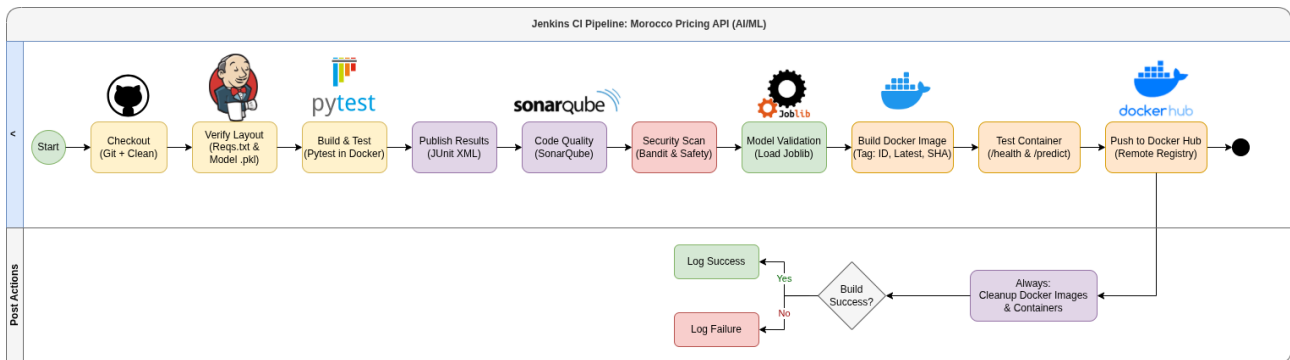 Jenkins CI Pipeline: Morocco Pricing API (AI/ML)
<
Start
Checkout
(Git + Clean)
Verify Layout
(Reqs.txt &
Model .pkl)
pytest
Build & Test
(Pytest in Docker)
Publish Results
(JUnit XML)
sonarqube
Code Quality
(SonarQube)
Security Scan
(Bandit & Safety)
Joblib
Model Validation
(Load Joblib)
Build Docker Image
(Tag: ID, Latest, SHA)
Test Container
(/health & /predict)
dockerhub
Push to Docker Hub
(Remote Registry)
Post Actions
Always:
Cleanup Docker Images
& Containers
Build
Success?
Yes
Log Success
No
Log Failure